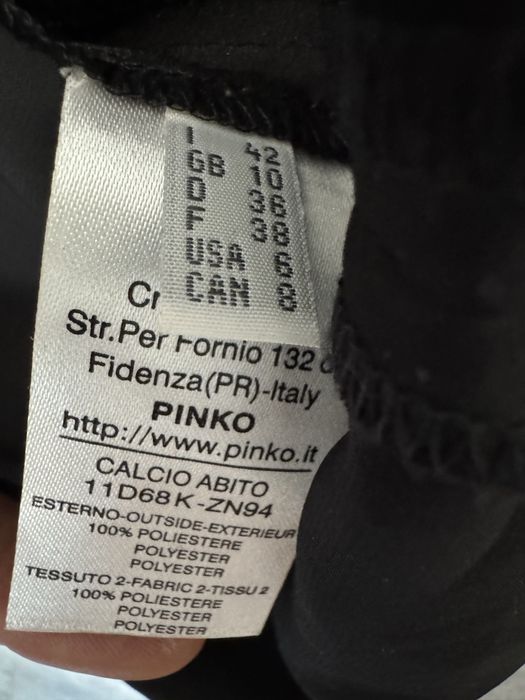 I 42
GB 10
D 36
F 38
USA 6
CAN 8
Cr
Str.Per Fornio 132
Fidenza(PR)-Italy
PINKO
http://www.pinko.it
CALCIO ABITO
11D68K-ZN94
ESTERNO-OUTSIDE-EXTERIEUR
100% POLIESTERE
POLYESTER
POLYESTER
TESSUTO 2-FABRIC 2-TISSU 2
100% POLIESTERE
POLYESTER
POLYESTER